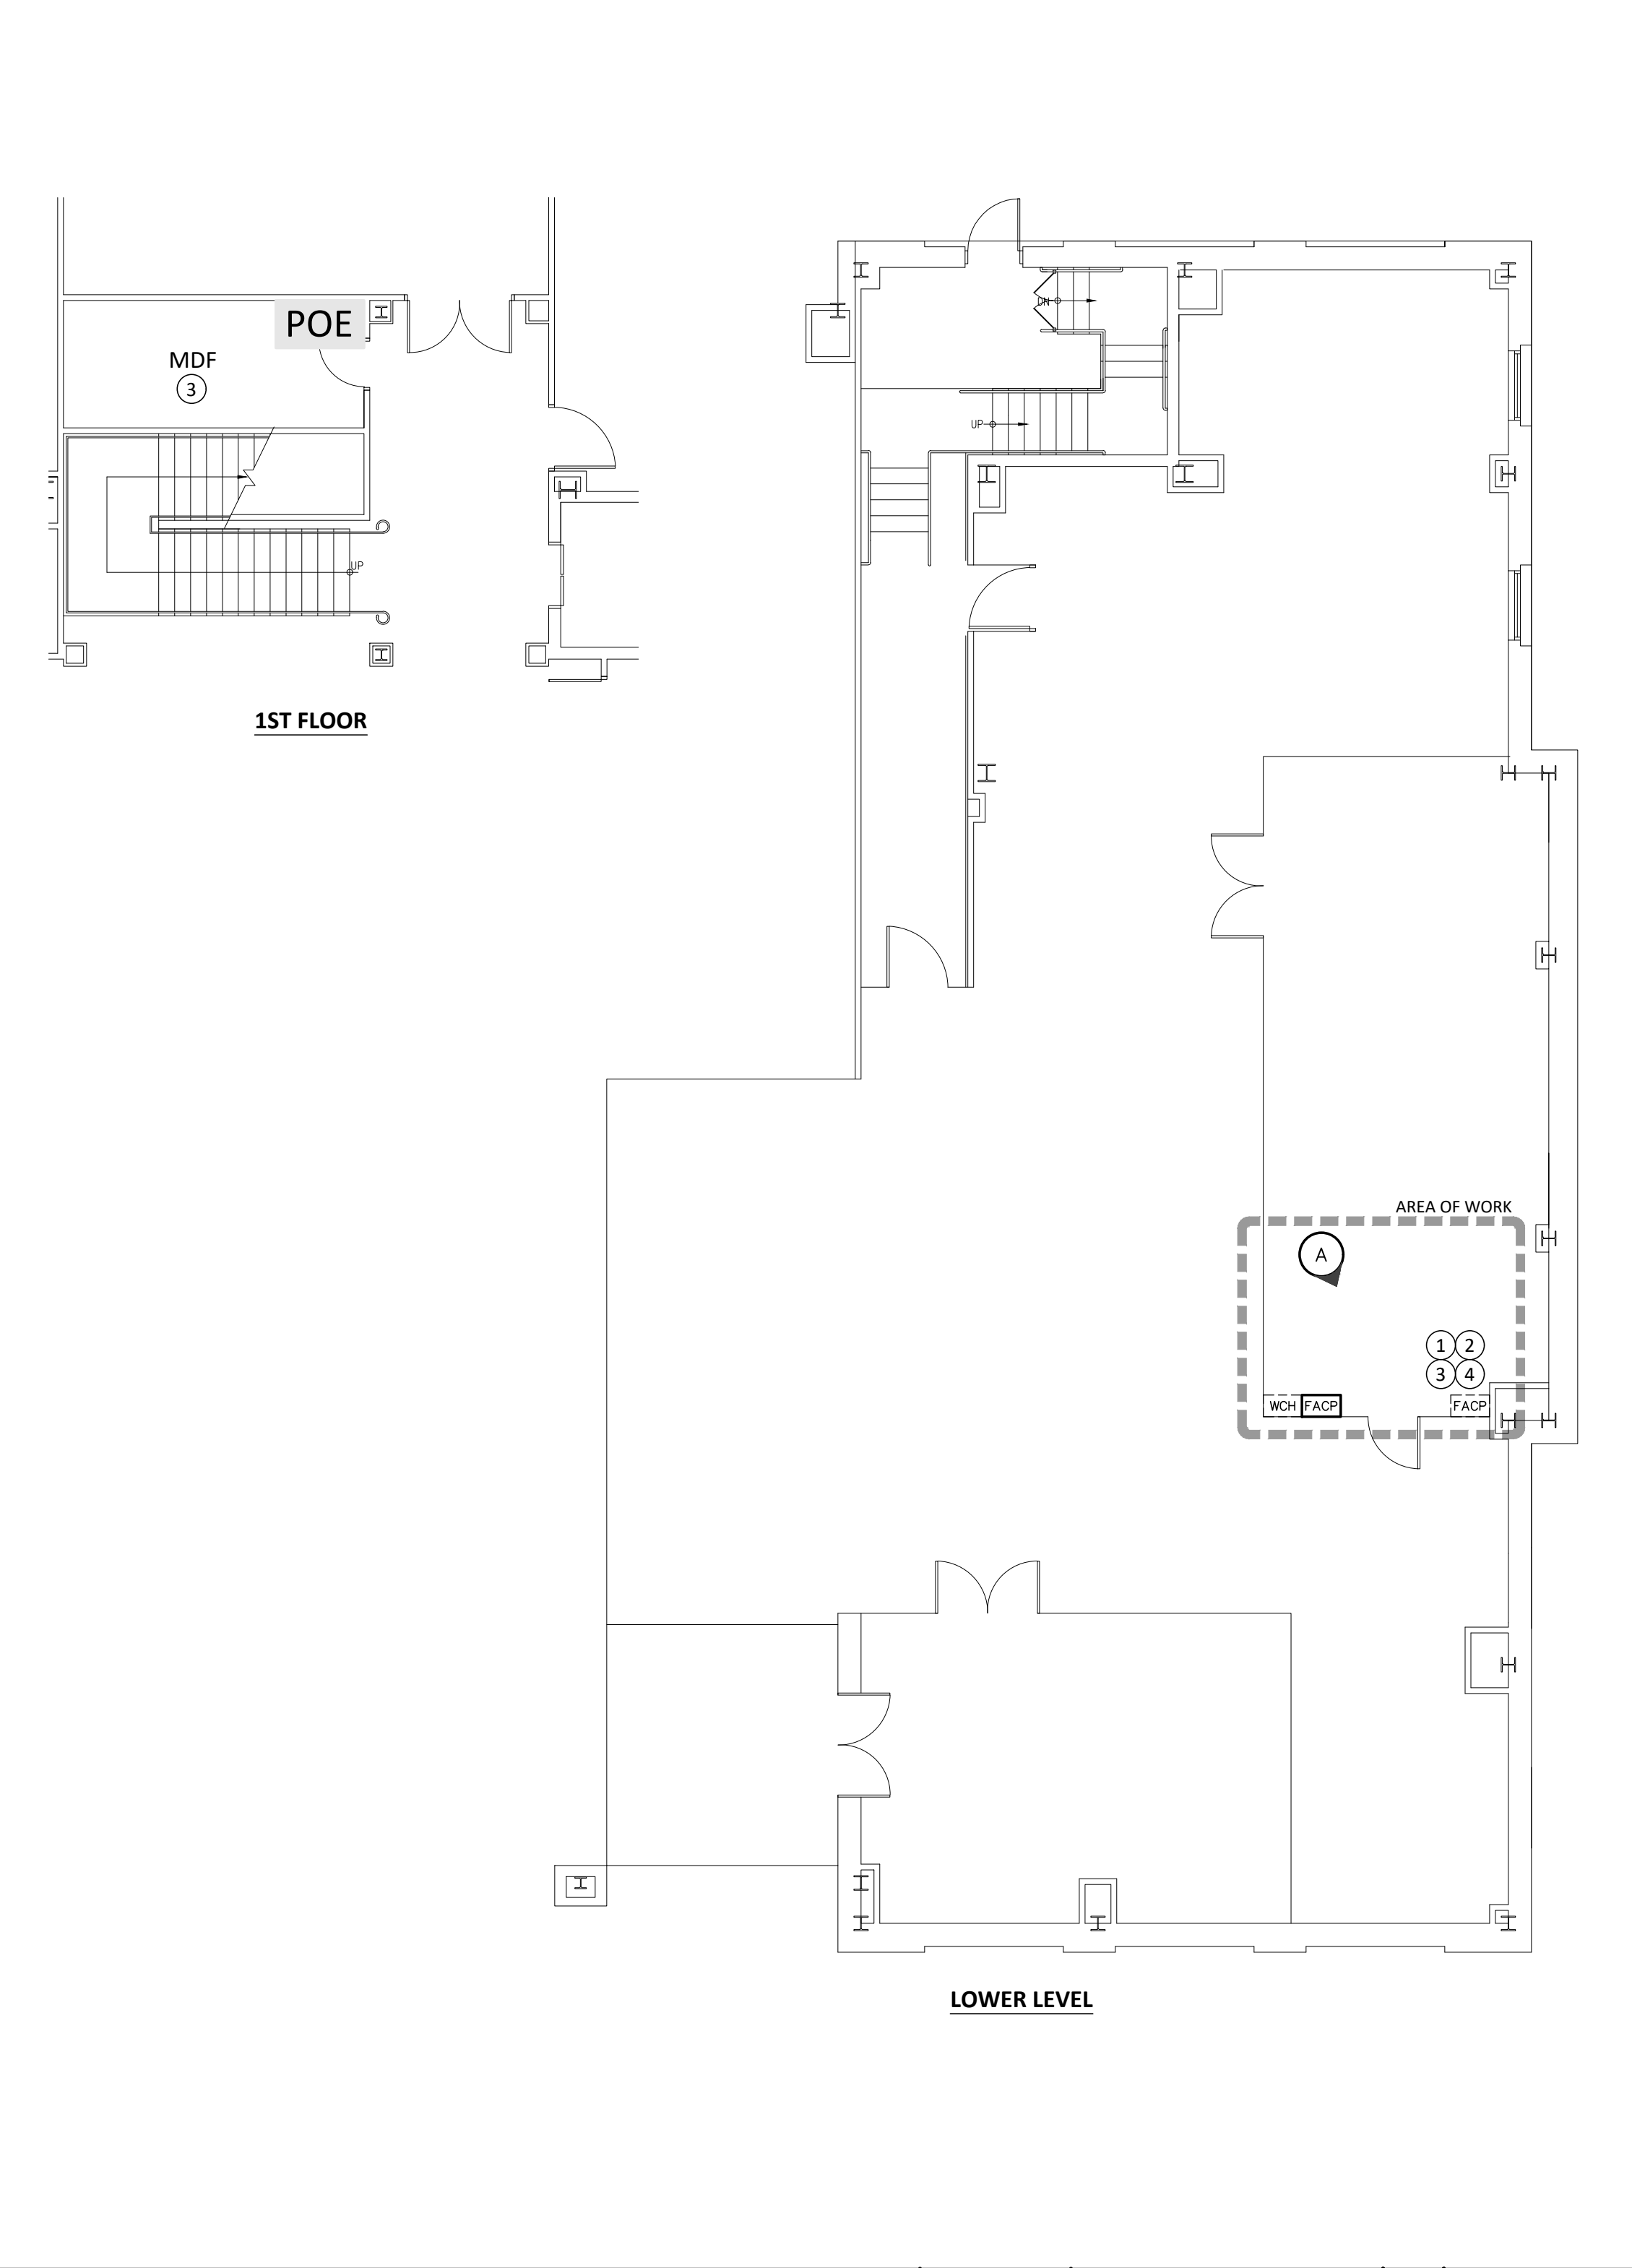 POE
MDF
3
UP
1ST FLOOR
DN
UP
AREA OF WORK
A
1 2
3 4
WCH FACP FACP
LOWER LEVEL